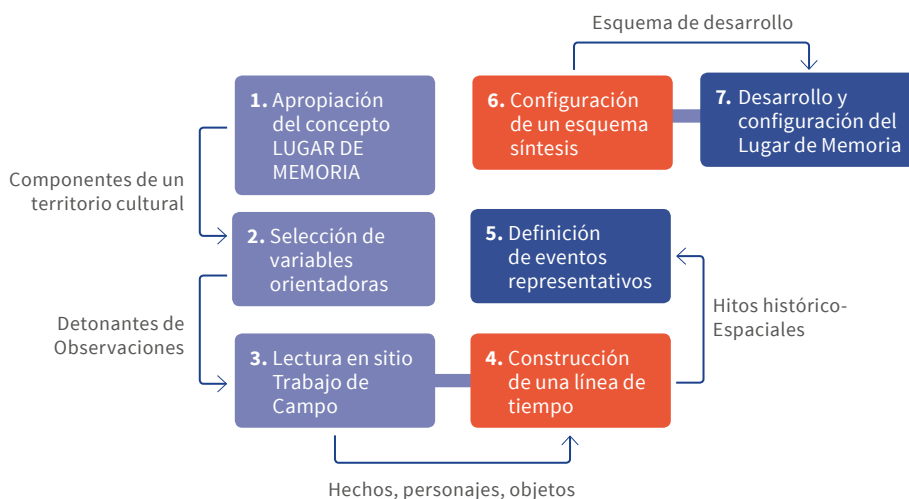 Esquema de desarrollo
1. Apropiación
del concepto
LUGAR DE
MEMORIA
6. Configuración
de un esquema
síntesis
7. Desarrollo y
configuración del
Lugar de Memoria
Componentes de un
territorio cultural
2. Selección de
variables
orientadoras
5. Definición
de eventos
representativos
Detonantes de
Observaciones
Hitos histórico-
Espaciales
3. Lectura en sitio
Trabajo de
Campo
4. Construcción
de una línea de
tiempo
Hechos, personajes, objetos